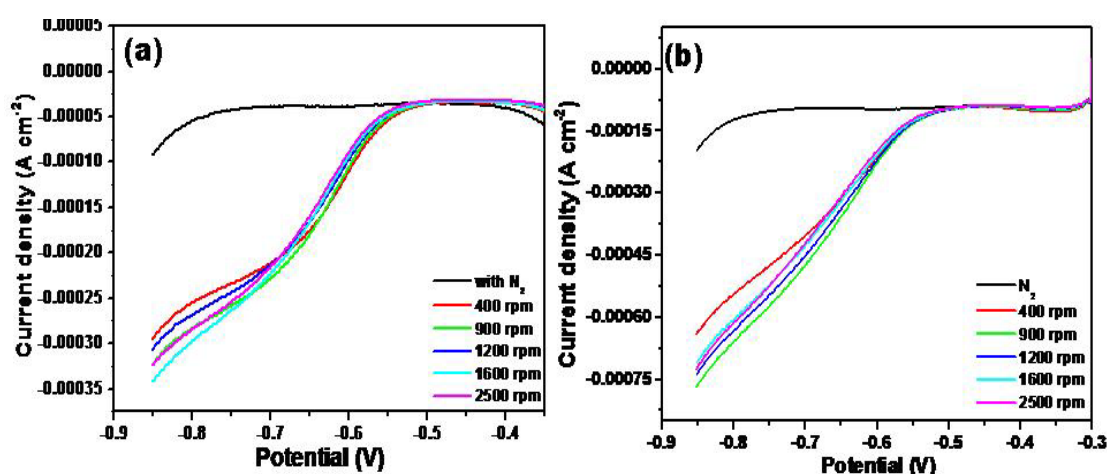 (a)
Current density (A cm-2)
0.00005
0.00000
-0.00005
-0.00010
-0.00015
-0.00020
-0.00025
-0.00030
-0.00035
with N2
400 rpm
900 rpm
1200 rpm
1600 rpm
2500 rpm
-0.9
-0.8
-0.7
-0.6
-0.5
-0.4
Potential (V)
(b)
Current density (A cm-2)
0.00000
-0.00015
-0.00030
-0.00045
-0.00060
-0.00075
N2
400 rpm
900 rpm
1200 rpm
1600 rpm
2500 rpm
-0.9
-0.8
-0.7
-0.6
-0.5
-0.4
-0.3
Potential (V)